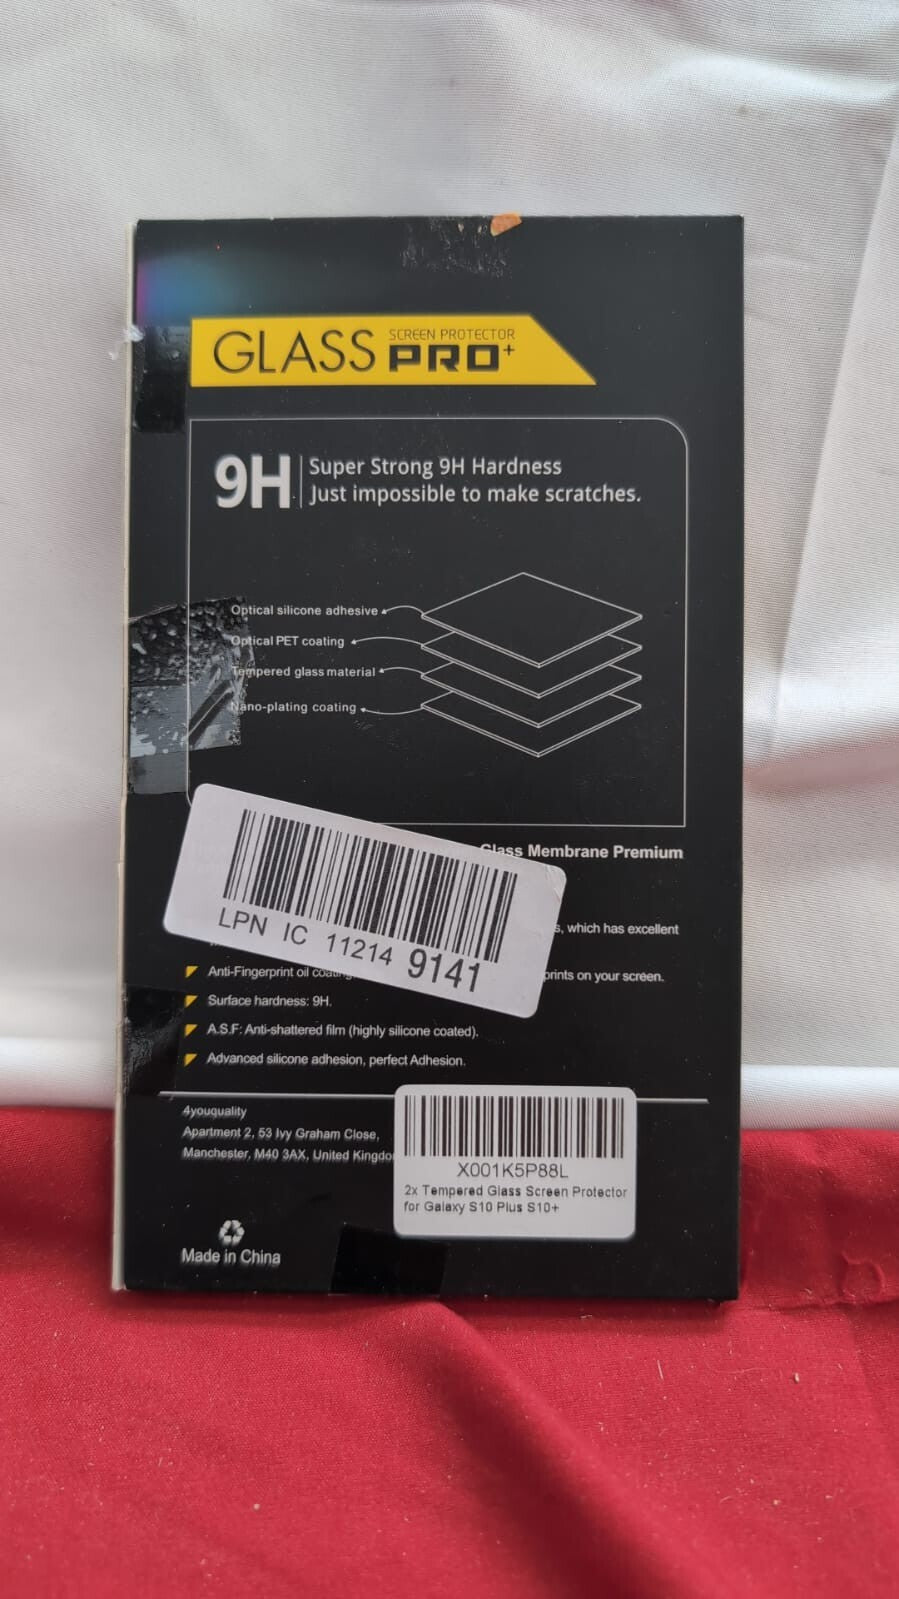 GLASS SCREEN PROTECTOR PRO+
9H
Super Strong 9H Hardness
Just impossible to make scratches.
Optical silicone adhesive
Optical PET coating
Tempered glass material
Nano-plating coating
Glass Membrane Premium
LPN IC 11214 9141
which has excellent
Anti-Fingerprint oil
on your screen.
Surface hardness: 9H.
A.S.F: Anti-shattered film (highly silicone coated).
Advanced silicone adhesion, perfect Adhesion.
4youquality
Apartment 2, 53 Ivy Graham Close,
Manchester, M40 3AX, United Kingdo
X001K5P88L
2x Tempered Glass Screen Protector
for Galaxy S10 Plus S10+
Made in China